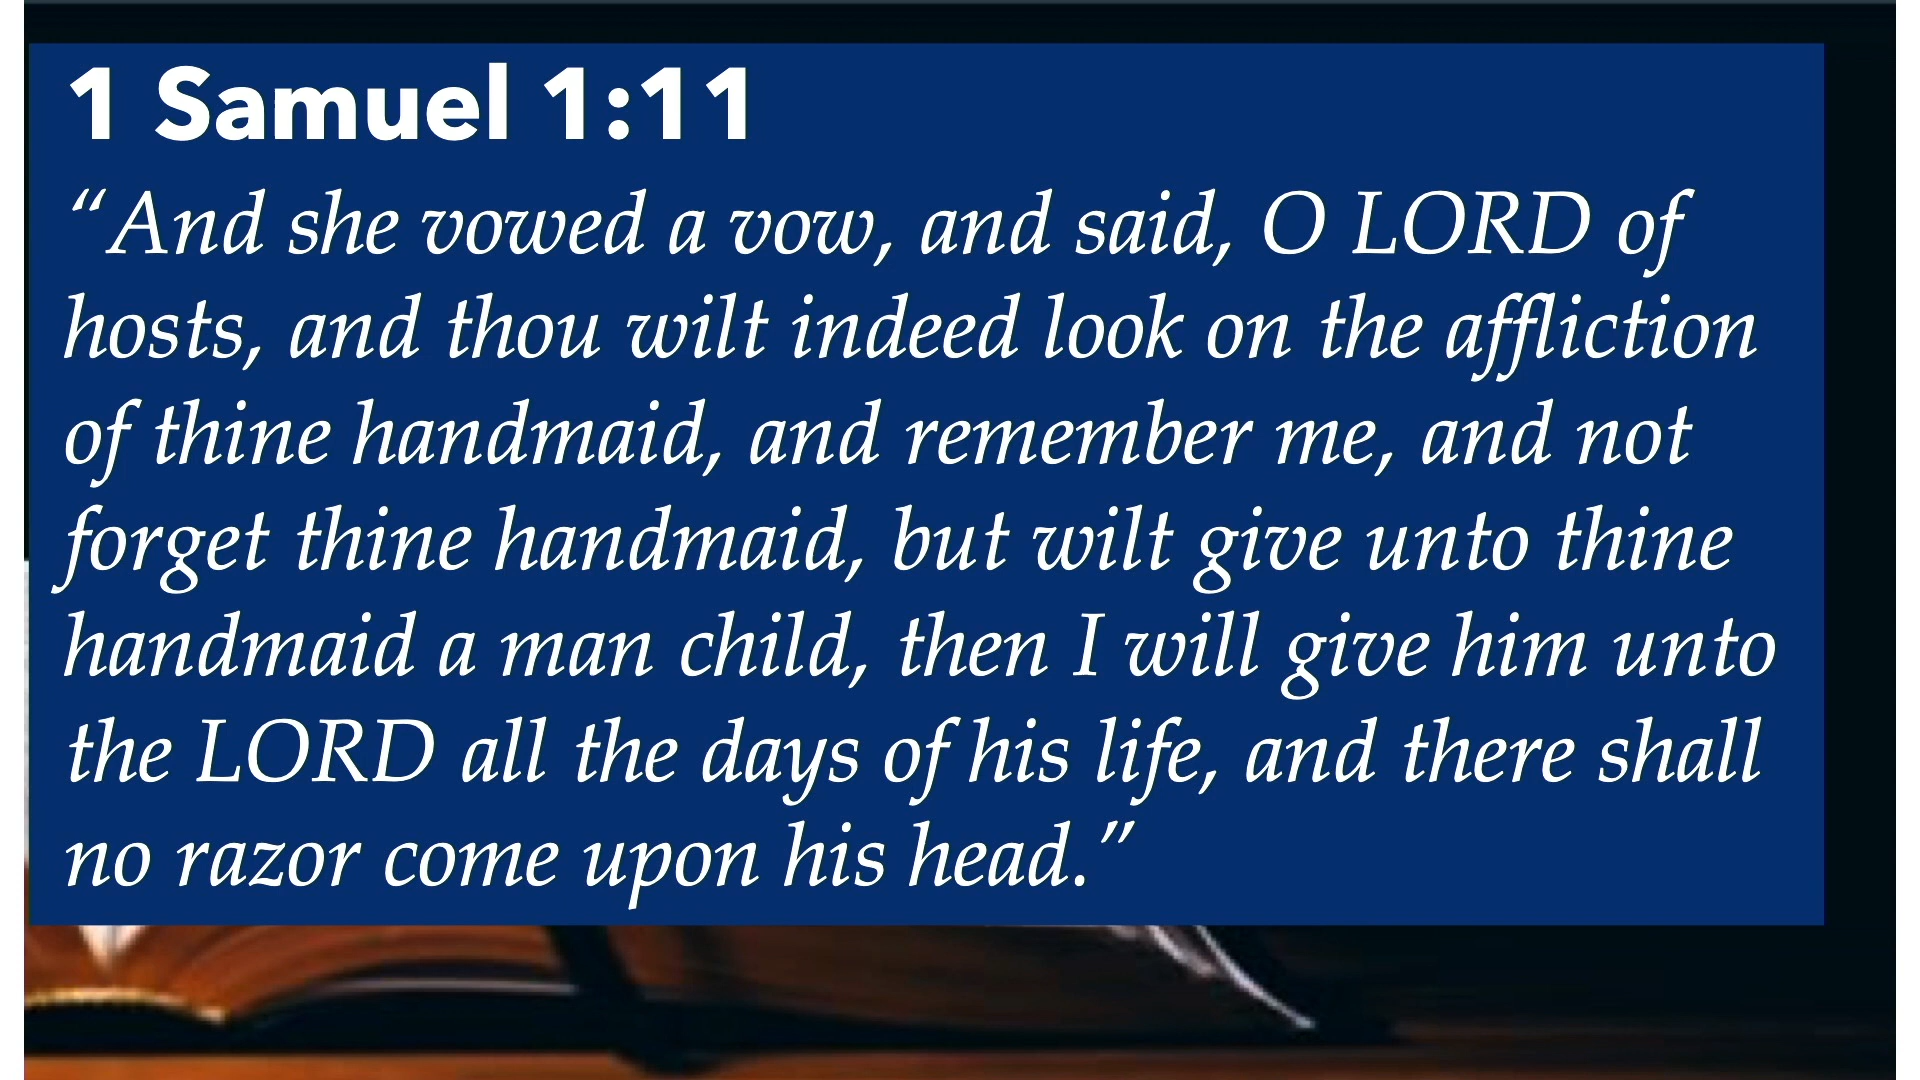 1 Samuel 1:11
“And she vowed a vow, and said, O LORD of
hosts, and thou wilt indeed look on the affliction
of thine handmaid, and remember me, and not
forget thine handmaid, but wilt give unto thine
handmaid a man child, then I will give him unto
the LORD all the days of his life, and there shall
no razor come upon his head.”